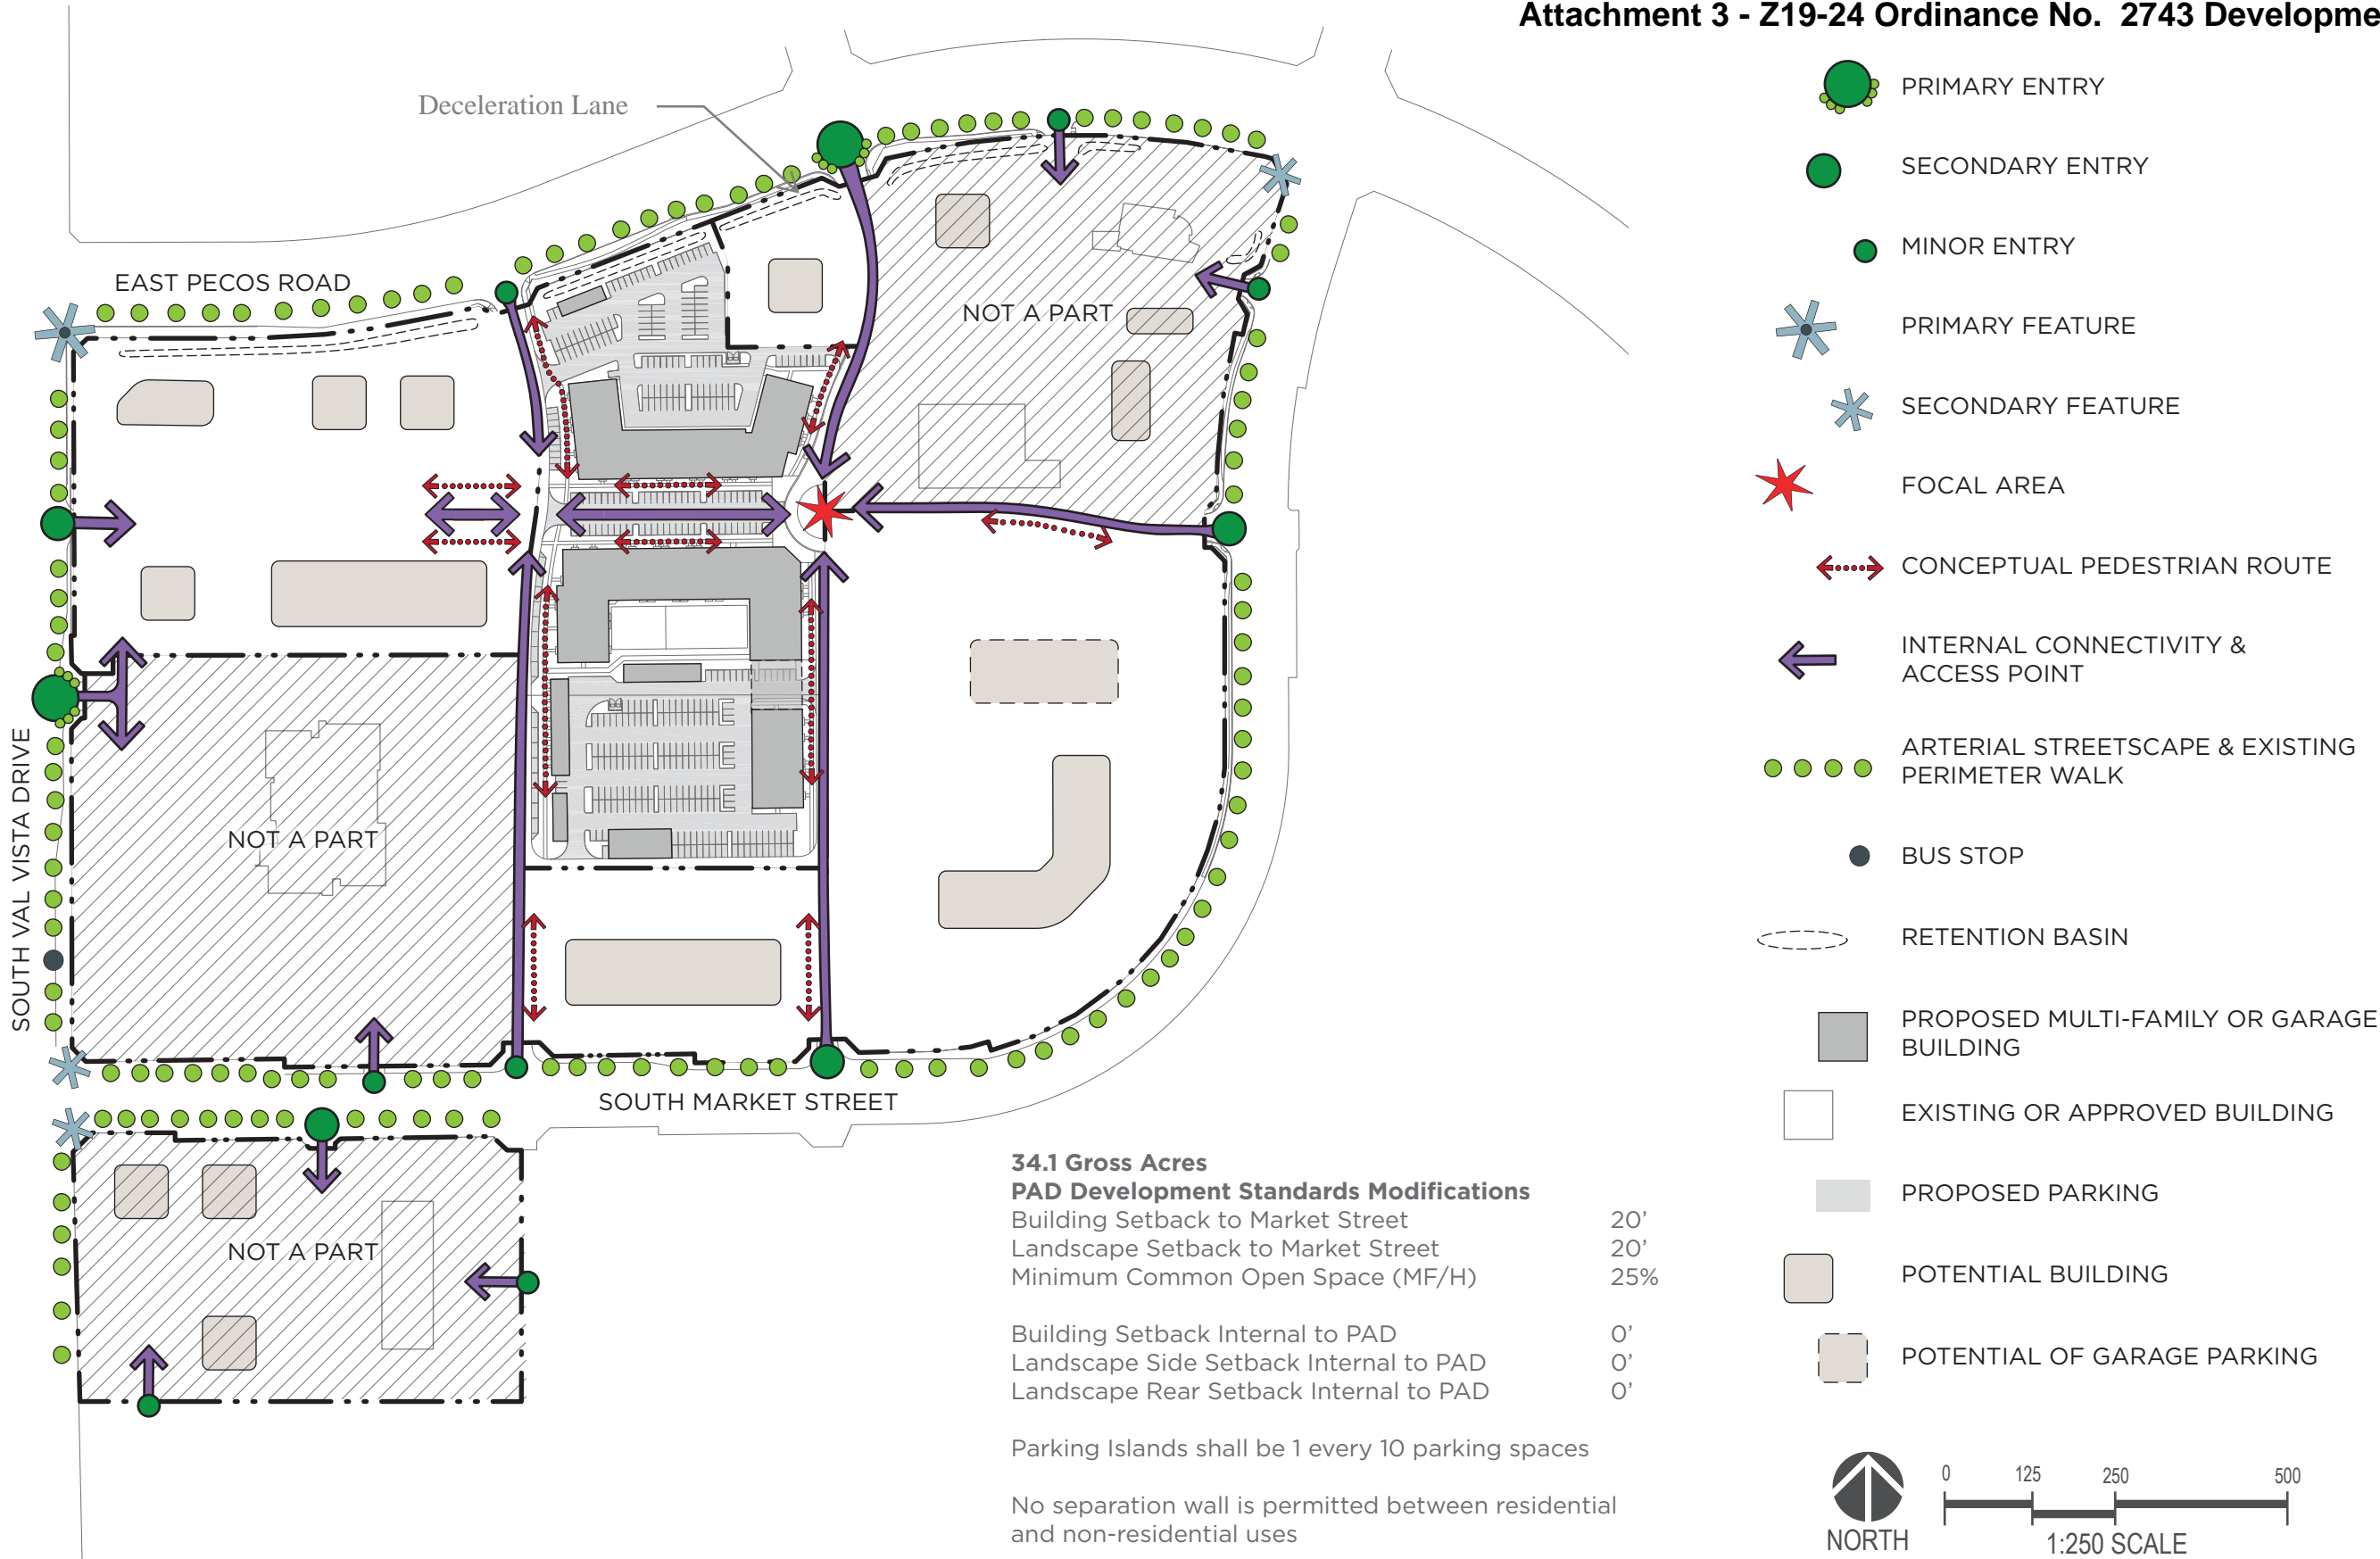 Attachment 3 - Z19-24 Ordinance No. 2743 Developme
Deceleration Lane
EAST PECOS ROAD
NOT A PART
SOUTH VAL VISTA DRIVE
NOT A PART
SOUTH MARKET STREET
NOT A PART
PRIMARY ENTRY
SECONDARY ENTRY
MINOR ENTRY
PRIMARY FEATURE
SECONDARY FEATURE
FOCAL AREA
CONCEPTUAL PEDESTRIAN ROUTE
INTERNAL CONNECTIVITY &
ACCESS POINT
ARTERIAL STREETSCAPE & EXISTING
PERIMETER WALK
BUS STOP
RETENTION BASIN
PROPOSED MULTI-FAMILY OR GARAGE
BUILDING
EXISTING OR APPROVED BUILDING
PROPOSED PARKING
POTENTIAL BUILDING
POTENTIAL OF GARAGE PARKING
34.1 Gross Acres
PAD Development Standards Modifications
Building Setback to Market Street 20’
Landscape Setback to Market Street 20’
Minimum Common Open Space (MF/H) 25%
Building Setback Internal to PAD 0’
Landscape Side Setback Internal to PAD 0’
Landscape Rear Setback Internal to PAD 0’
Parking Islands shall be 1 every 10 parking spaces
No separation wall is permitted between residential
and non-residential uses
NORTH
0 125 250 500
1:250 SCALE